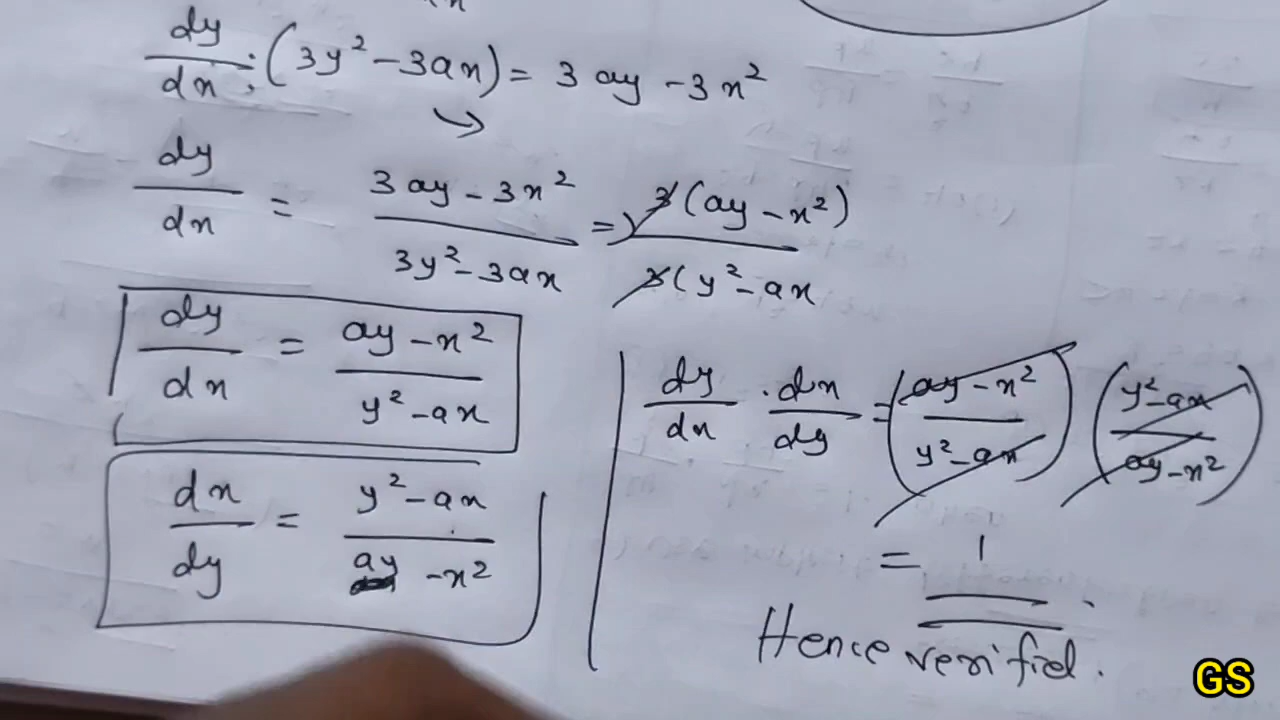 dy/dx : (3y² - 3ax) = 3ay - 3x²
dy/dx = (3ay - 3x²)/(3y² - 3ax) = 3(ay - x²)/3(y² - ax
dy/dx = (ay - x²)/(y² - ax)
dx/dy = (y² - ax)/(ay - x²)
dy/dx · dx/dy = ((ay - x²)/(y² - ax)) ((y² - ax)/(ay - x²))
= 1
Hence verified.
GS